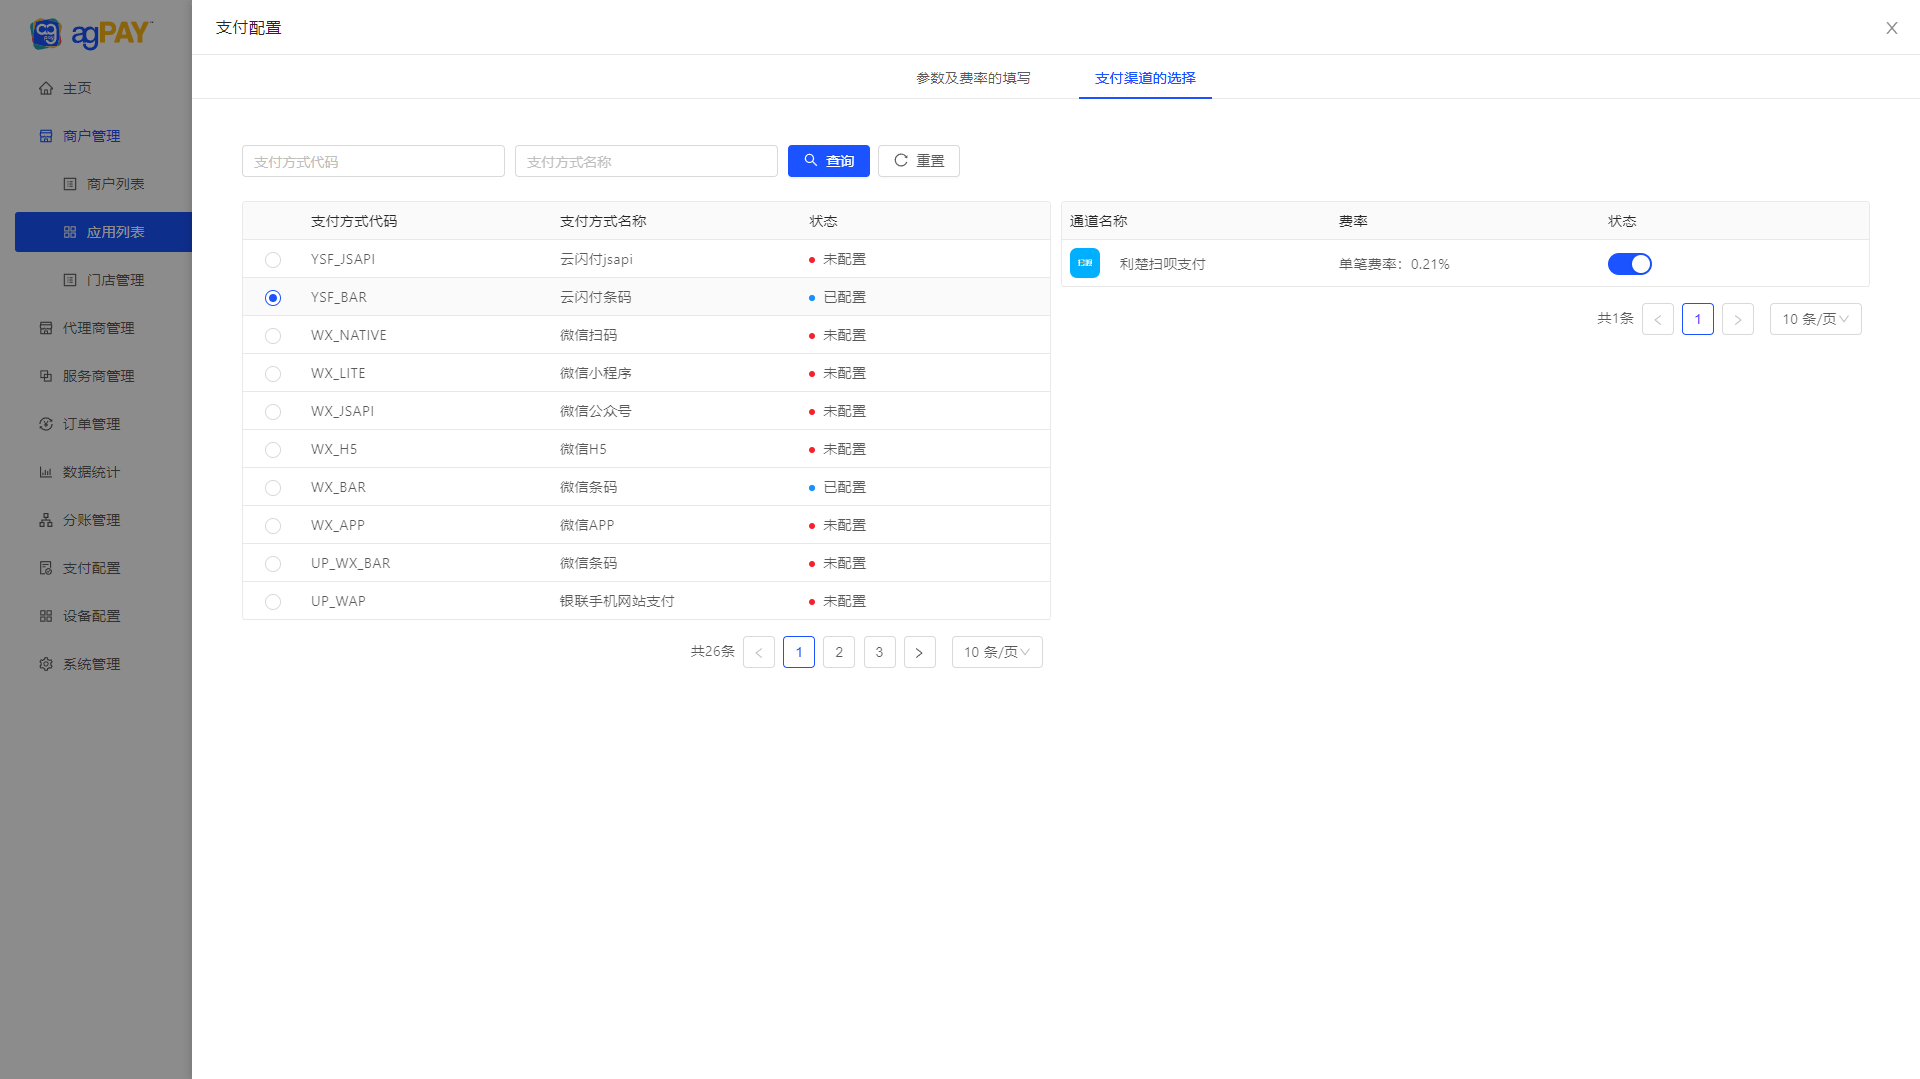 agPAY
支付配置
主页
商户管理
商户列表
应用列表
门店管理
代理商管理
服务商管理
订单管理
数据统计
分账管理
支付配置
设备配置
系统管理
参数及费率的填写 支付渠道的选择
支付方式代码 支付方式名称 查询 重置
支付方式代码 支付方式名称 状态
YSF_JSAPI 云闪付jsapi 未配置
YSF_BAR 云闪付条码 已配置
WX_NATIVE 微信扫码 未配置
WX_LITE 微信小程序 未配置
WX_JSAPI 微信公众号 未配置
WX_H5 微信H5 未配置
WX_BAR 微信条码 已配置
WX_APP 微信APP 未配置
UP_WX_BAR 微信条码 未配置
UP_WAP 银联手机网站支付 未配置
共26条 < 1 2 3 > 10 条/页
通道名称 费率 状态
利楚扫呗支付 单笔费率：0.21%
共1条 < 1 > 10 条/页